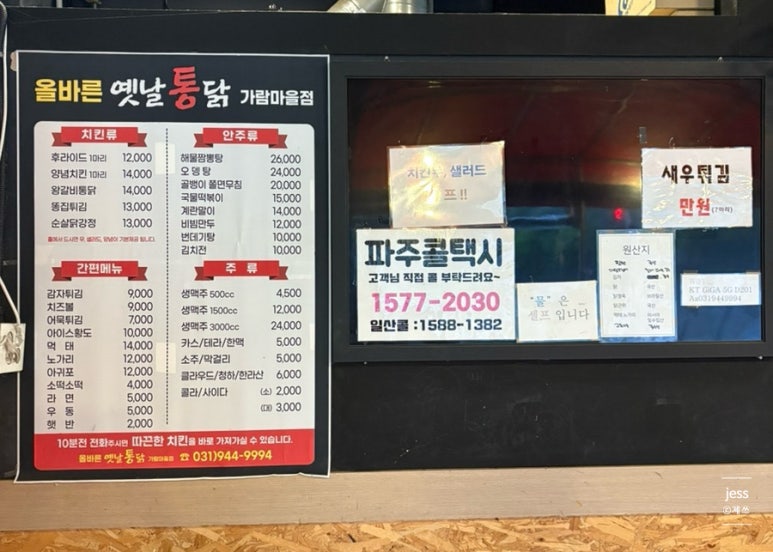 올바른 옛날통닭 가람마을점
치킨류
후라이드 1마리 12,000
양념치킨 1마리 14,000
왕갈비통닭 14,000
똥집튀김 13,000
순살닭강정 13,000
안주류
해물짬뽕탕 26,000
오뎅탕 24,000
골뱅이 쫄면무침 20,000
국물떡볶이 15,000
계란말이 14,000
비빔만두 12,000
번데기탕 10,000
김치전 10,000
간편메뉴
감자튀김 9,000
치즈볼 9,000
어묵튀김 7,000
아이스황도 10,000
먹태 14,000
노가리 12,000
아귀포 12,000
소떡소떡 4,000
라면 5,000
우동 5,000
햇반 2,000
주류
생맥주 500cc 4,500
생맥주 1500cc 12,000
생맥주 3000cc 24,000
카스/테라/한맥 5,000
소주/막걸리 5,000
클라우드/청하/한라산 6,000
콜라/사이다 (소) 2,000
(대) 3,000
10분전 전화주시면 따끈한 치킨을 바로 가져가실 수 있습니다.
올바른 옛날통닭 가람마을점 ☎ 031)944-9994
샐러드
새우튀김
만원 (7마리)
파주콜택시
고객님 직접 콜 부탁드려요~
1577-2030
일산콜 :1588-1382
"물" 은
셀프 입니다
원산지
KT GiGA 5G D201
jess
©제쓰